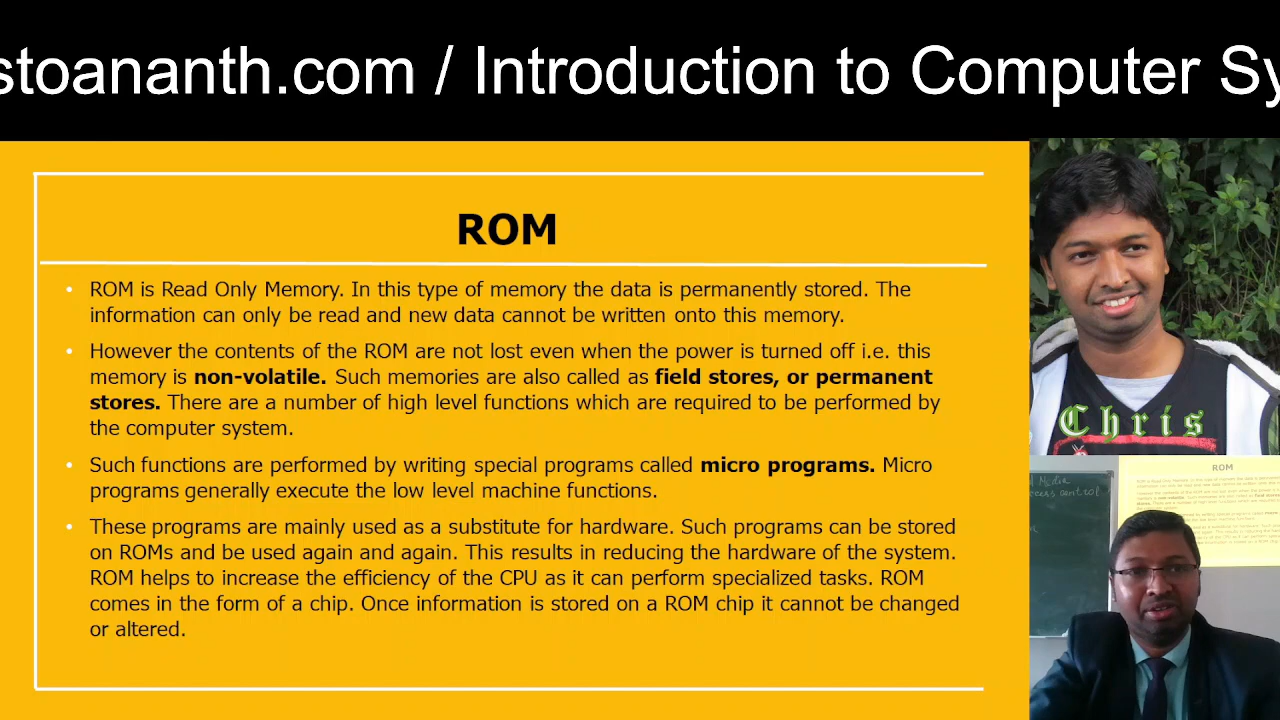 stoananth.com / Introduction to Computer Sy
ROM
• ROM is Read Only Memory. In this type of memory the data is permanently stored. The
information can only be read and new data cannot be written onto this memory.
• However the contents of the ROM are not lost even when the power is turned off i.e. this
memory is non-volatile. Such memories are also called as field stores, or permanent
stores. There are a number of high level functions which are required to be performed by
the computer system.
• Such functions are performed by writing special programs called micro programs. Micro
programs generally execute the low level machine functions.
• These programs are mainly used as a substitute for hardware. Such programs can be stored
on ROMs and be used again and again. This results in reducing the hardware of the system.
ROM helps to increase the efficiency of the CPU as it can perform specialized tasks. ROM
comes in the form of a chip. Once information is stored on a ROM chip it cannot be changed
or altered.
Chris
ROM
Media
control